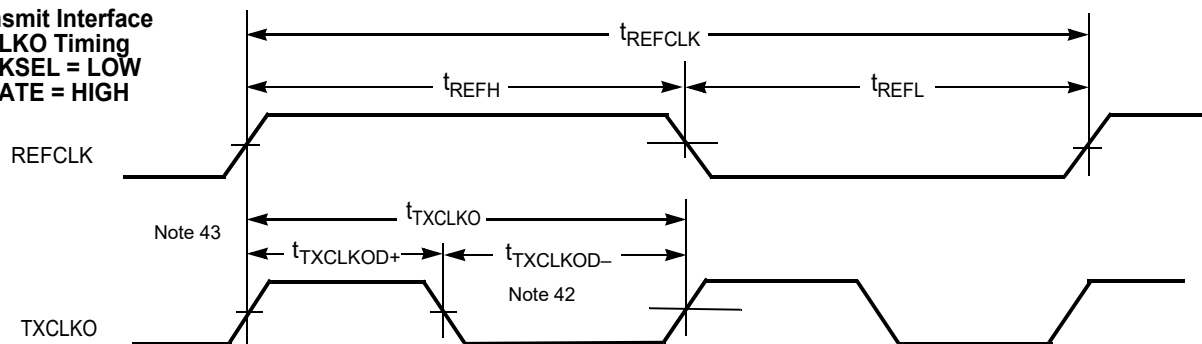 smit Interface
LKO Timing
KSEL = LOW
ATE = HIGH
tREFCLK
tREFH
tREFL
REFCLK
tTXCLKO
Note 43
tTXCLKOD+
tTXCLKOD–
Note 42
TXCLKO